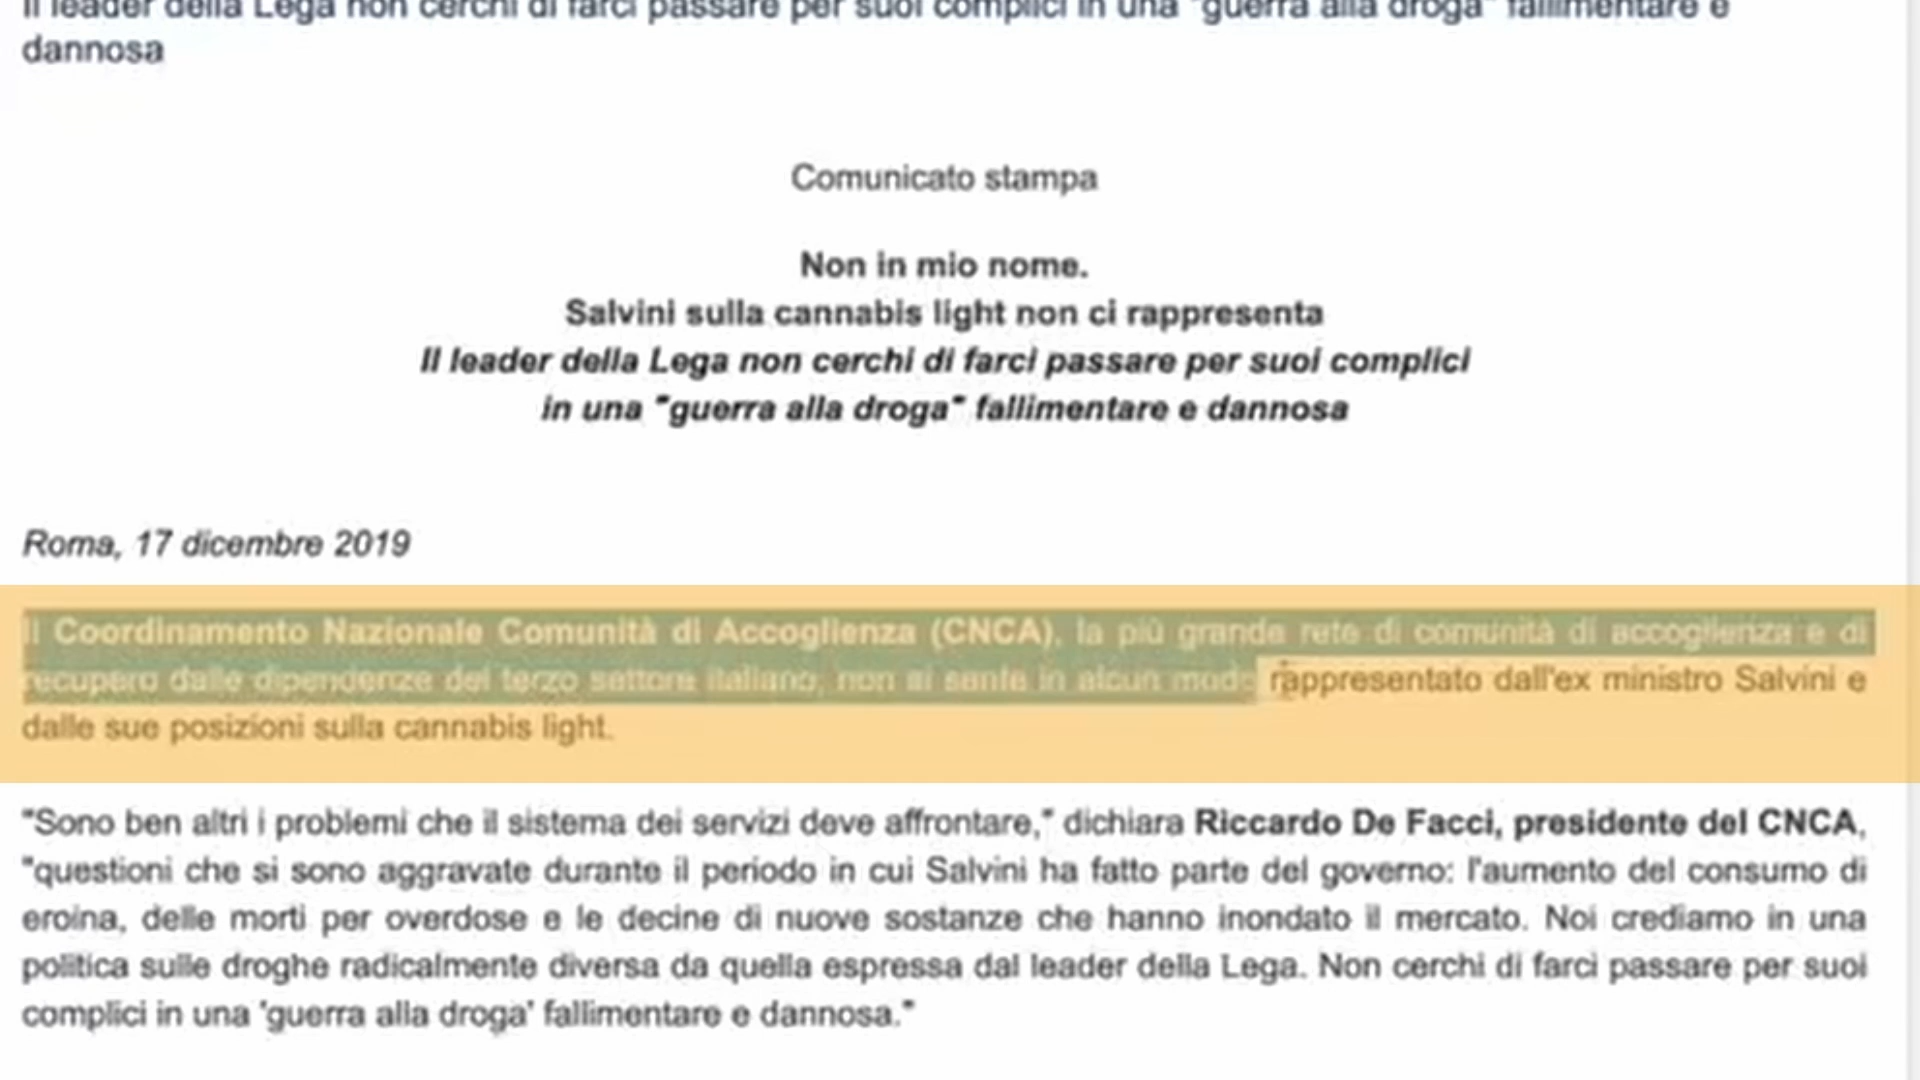 Il leader della Lega non cerchi di farci passare per suoi complici in una "guerra alla droga" fallimentare e
dannosa
Comunicato stampa
Non in mio nome.
Salvini sulla cannabis light non ci rappresenta
Il leader della Lega non cerchi di farci passare per suoi complici
in una "guerra alla droga" fallimentare e dannosa
Roma, 17 dicembre 2019
Il Coordinamento Nazionale Comunità di Accoglienza (CNCA), la più grande rete di comunità di accoglienza e di
recupero dalle dipendenze del terzo settore italiano, non si sente in alcun modo rappresentato dall'ex ministro Salvini e
dalle sue posizioni sulla cannabis light.
"Sono ben altri i problemi che il sistema dei servizi deve affrontare," dichiara Riccardo De Facci, presidente del CNCA,
"questioni che si sono aggravate durante il periodo in cui Salvini ha fatto parte del governo: l'aumento del consumo di
eroina, delle morti per overdose e le decine di nuove sostanze che hanno inondato il mercato. Noi crediamo in una
politica sulle droghe radicalmente diversa da quella espressa dal leader della Lega. Non cerchi di farci passare per suoi
complici in una 'guerra alla droga' fallimentare e dannosa."